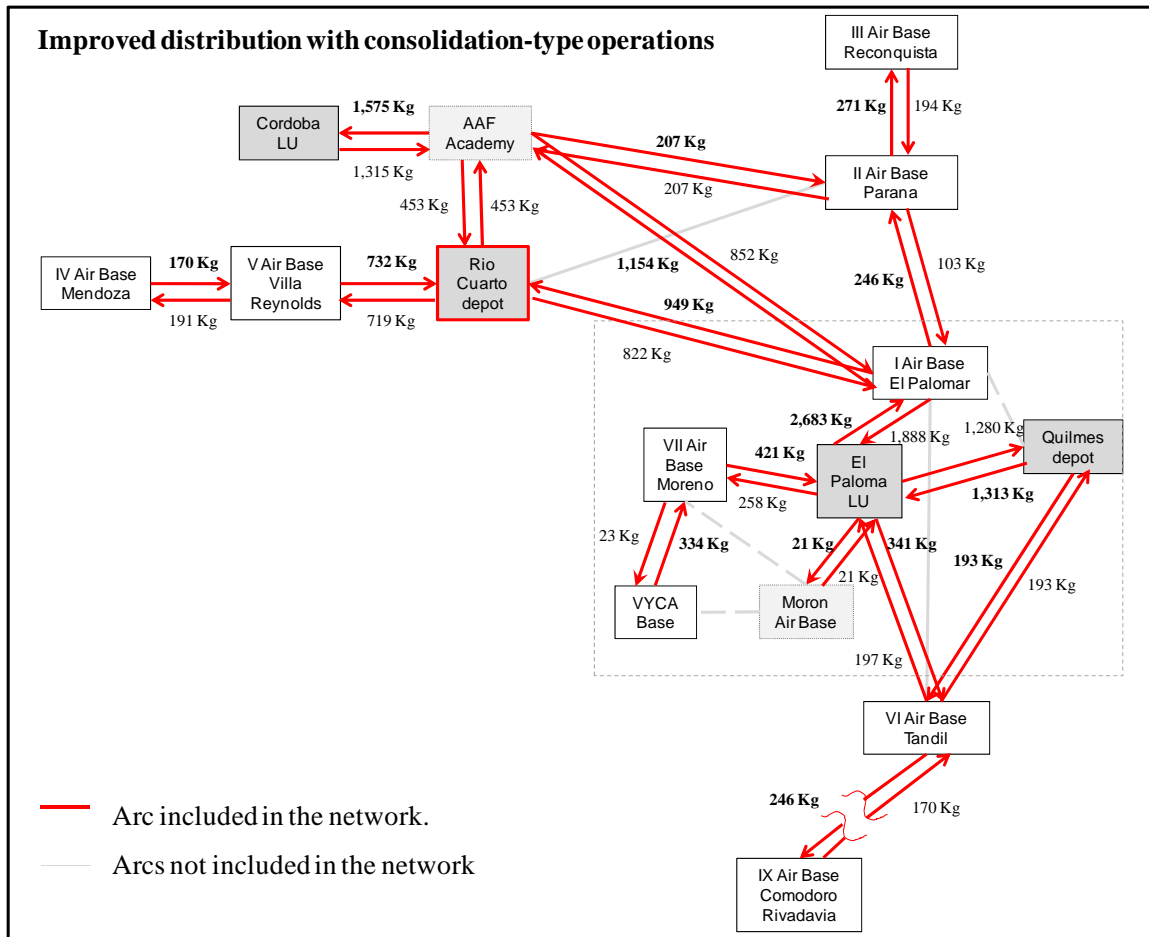 Improved distribution with consolidation-type operations
III Air Base
Reconquista
1,575 Kg
271 Kg
194 Kg
Cordoba
LU
AAF
Academy
207 Kg
1,315 Kg
II Air Base
Parana
207 Kg
453 Kg
453 Kg
852 Kg
103 Kg
170 Kg
732 Kg
1,154 Kg
246 Kg
IV Air Base
Mendoza
V Air Base
Villa
Reynolds
Rio
Cuarto
depot
949 Kg
191 Kg
719 Kg
822 Kg
I Air Base
El Palomar
2,683 Kg
1,888 Kg
1,280 Kg
VII Air
Base
Moreno
421 Kg
El
Paloma
LU
Quilmes
depot
258 Kg
1,313 Kg
23 Kg
334 Kg
21 Kg
341 Kg
193 Kg
21 Kg
193 Kg
VYCA
Base
Moron
Air Base
197 Kg
VI Air Base
Tandil
246 Kg
170 Kg
Arc included in the network.
Arcs not included in the network
IX Air Base
Comodoro
Rivadavia